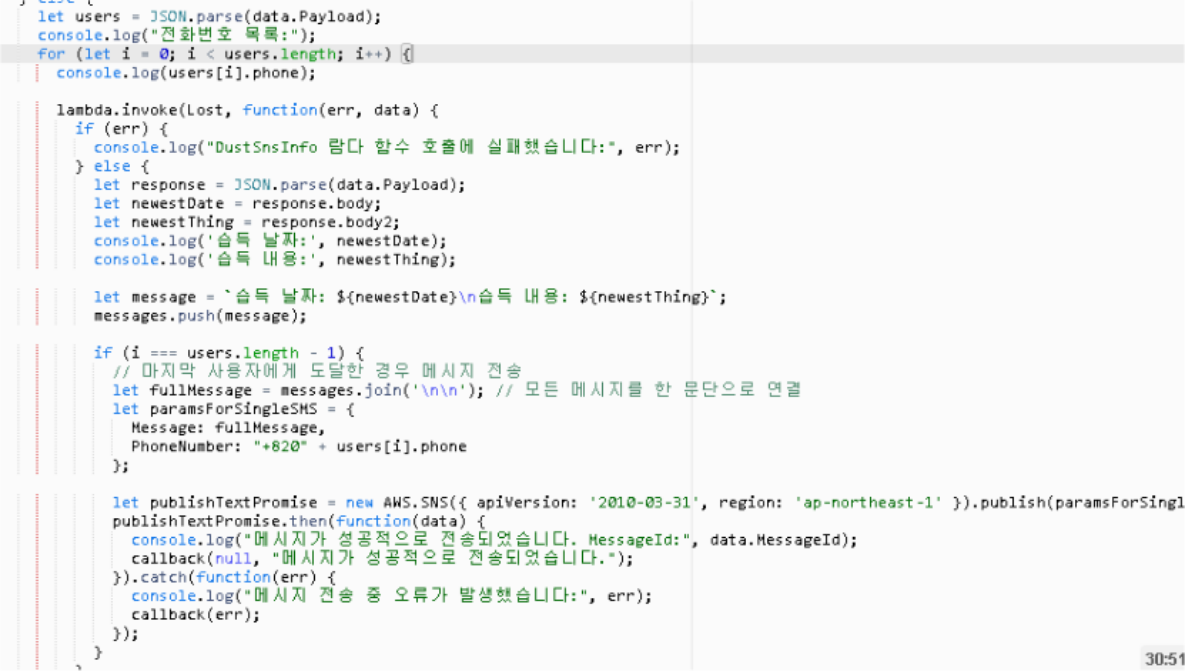 } else {
let users = JSON.parse(data.Payload);
console.log("전화번호 목록:");
for (let i = 0; i < users.length; i++) {
console.log(users[i].phone);
lambda.invoke(Lost, function(err, data) {
if (err) {
console.log("DustSnsInfo 람다 함수 호출에 실패했습니다:", err);
} else {
let response = JSON.parse(data.Payload);
let newestDate = response.body;
let newestThing = response.body2;
console.log('습득 날짜:', newestDate);
console.log('습득 내용:', newestThing);
let message = `습득 날짜: ${newestDate}\n습득 내용: ${newestThing}`;
messages.push(message);
if (i === users.length - 1) {
// 마지막 사용자에게 도달한 경우 메시지 전송
let fullMessage = messages.join('\n\n'); // 모든 메시지를 한 문단으로 연결
let paramsForSingleSMS = {
Message: fullMessage,
PhoneNumber: "+820" + users[i].phone
};
let publishTextPromise = new AWS.SNS({ apiVersion: '2010-03-31', region: 'ap-northeast-1' }).publish(paramsForSingl
publishTextPromise.then(function(data) {
console.log("메시지가 성공적으로 전송되었습니다. MessageId:", data.MessageId);
callback(null, "메시지가 성공적으로 전송되었습니다.");
}).catch(function(err) {
console.log("메시지 전송 중 오류가 발생했습니다:", err);
callback(err);
});
}
30:51